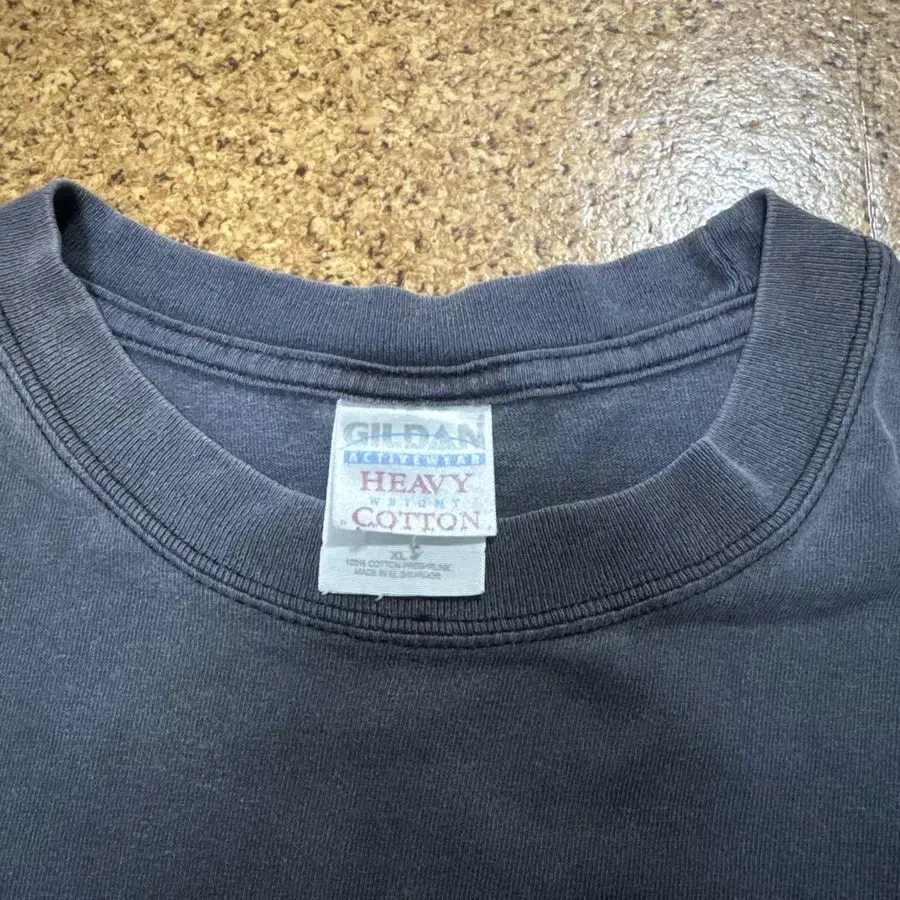 GILDAN
ACTIVEWEAR
HEAVY
WEIGHT
COTTON
XL
100% COTTON PRESHRUNK
MADE IN EL SALVADOR